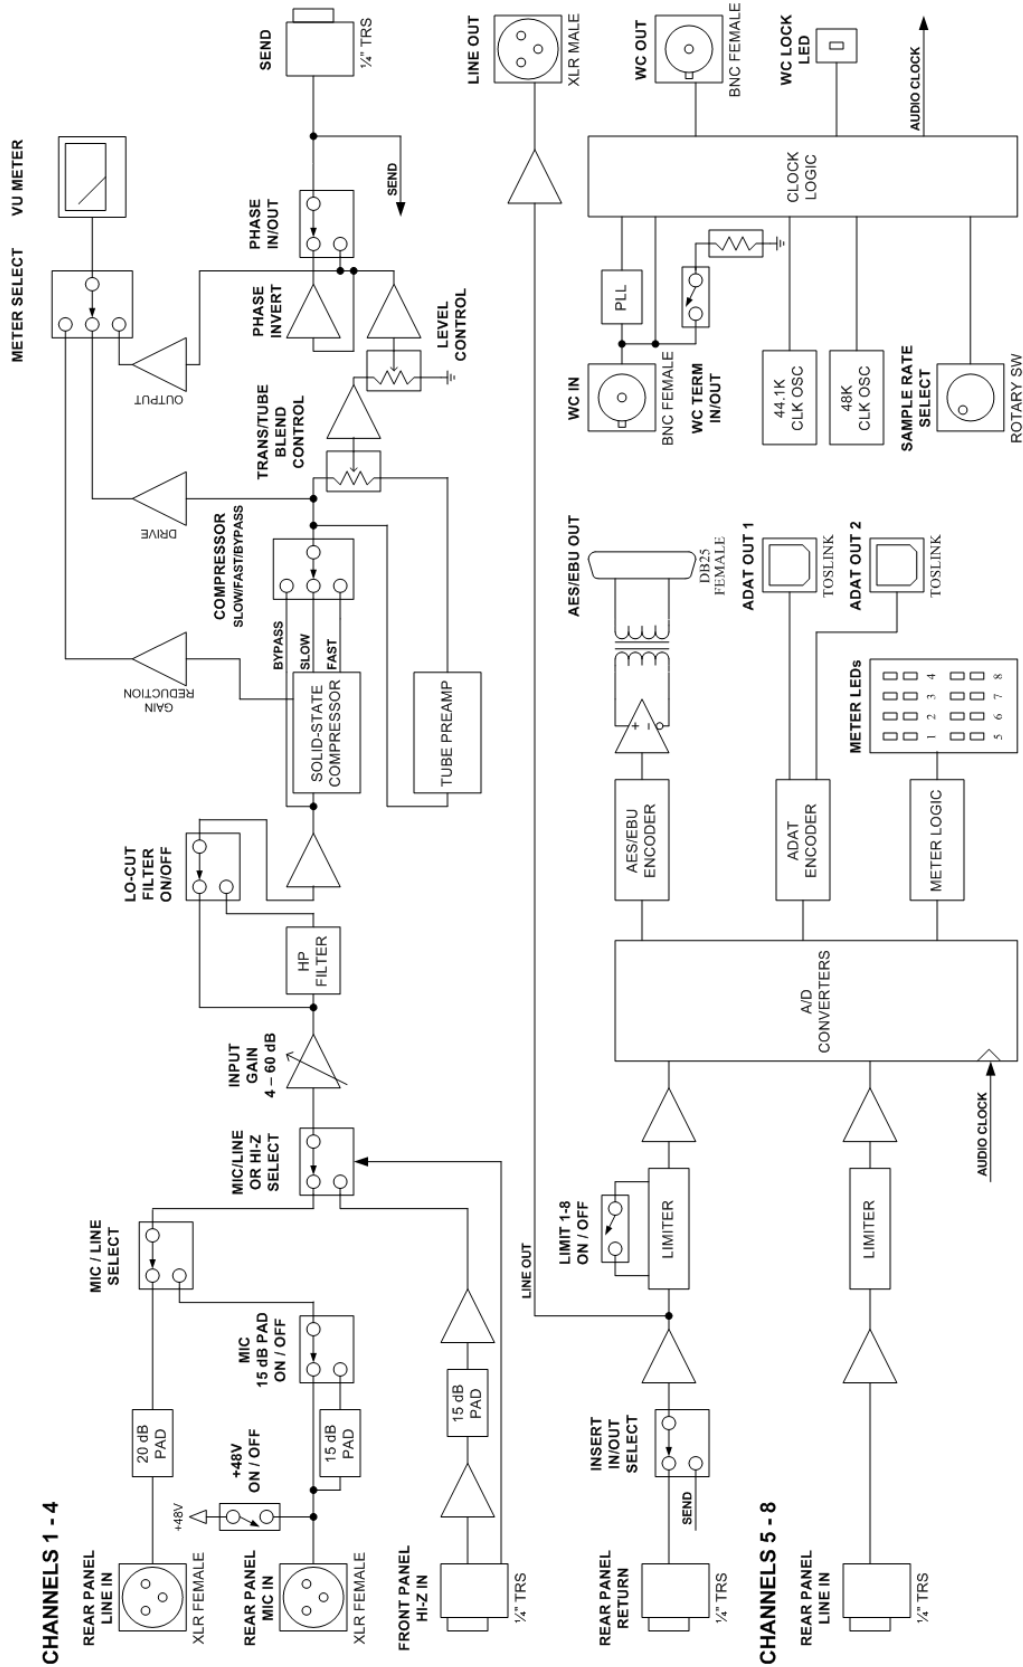 CHANNELS 1 - 4
REAR PANEL
LINE IN
XLR FEMALE
20 dB
PAD
MIC / LINE
SELECT
+48V
+48V
ON / OFF
REAR PANEL
MIC IN
XLR FEMALE
15 dB
PAD
MIC
15 dB PAD
ON / OFF
FRONT PANEL
HI-Z IN
¼" TRS
15 dB
PAD
MIC/LINE
OR HI-Z
SELECT
INPUT
GAIN
4 – 60 dB
HP
FILTER
LO-CUT
FILTER
ON/OFF
SOLID-STATE
COMPRESSOR
TUBE PREAMP
BYPASS
SLOW
FAST
COMPRESSOR
SLOW/FAST/BYPASS
GAIN
REDUCTION
DRIVE
OUTPUT
METER SELECT
VU METER
TRANS/TUBE
BLEND
CONTROL
LEVEL
CONTROL
PHASE
INVERT
PHASE
IN/OUT
SEND
SEND
¼" TRS
REAR PANEL
RETURN
¼" TRS
SEND
INSERT
IN/OUT
SELECT
LINE OUT
LIMIT 1-8
ON / OFF
LIMITER
LINE OUT
XLR MALE
CHANNELS 5 - 8
REAR PANEL
LINE IN
¼" TRS
LIMITER
AUDIO CLOCK
A/D
CONVERTERS
AES/EBU
ENCODER
+
-
AES/EBU OUT
DB25
FEMALE
ADAT
ENCODER
ADAT OUT 1
TOSLINK
ADAT OUT 2
TOSLINK
METER LOGIC
METER LEDs
1 2 3 4
5 6 7 8
WC IN
BNC FEMALE
PLL
WC TERM
IN/OUT
44.1K
CLK OSC
48K
CLK OSC
SAMPLE RATE
SELECT
ROTARY SW
CLOCK
LOGIC
WC OUT
BNC FEMALE
WC LOCK
LED
AUDIO CLOCK